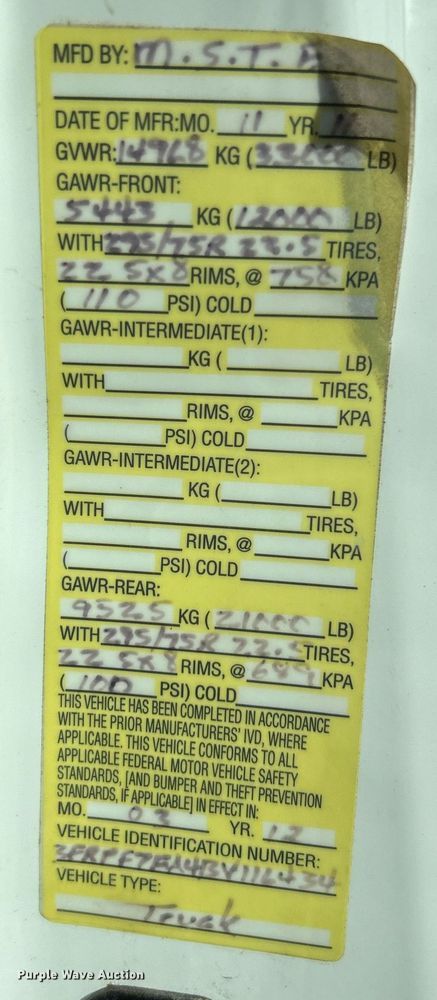 MFD BY: M.S.T.
DATE OF MFR:MO. 11 YR. 11
GVWR: 14968 KG (33000 LB)
GAWR-FRONT:
5443 KG (12000 LB)
WITH 295/75R 22.5 TIRES,
22.5X8 RIMS, @ 758 KPA
(110 PSI) COLD
GAWR-INTERMEDIATE(1):
KG ( LB)
WITH TIRES,
RIMS, @ KPA
( PSI) COLD
GAWR-INTERMEDIATE(2):
KG ( LB)
WITH TIRES,
RIMS, @ KPA
( PSI) COLD
GAWR-REAR:
9525 KG (21000 LB)
WITH 295/75R 22.5 TIRES,
22.5X8 RIMS, @ 689 KPA
(100 PSI) COLD
THIS VEHICLE HAS BEEN COMPLETED IN ACCORDANCE
WITH THE PRIOR MANUFACTURERS' IVD, WHERE
APPLICABLE. THIS VEHICLE CONFORMS TO ALL
APPLICABLE FEDERAL MOTOR VEHICLE SAFETY
STANDARDS, [AND BUMPER AND THEFT PREVENTION
STANDARDS, IF APPLICABLE] IN EFFECT IN:
MO. 03 YR. 12
VEHICLE IDENTIFICATION NUMBER:
VEHICLE TYPE:
Truck
Purple Wave Auction